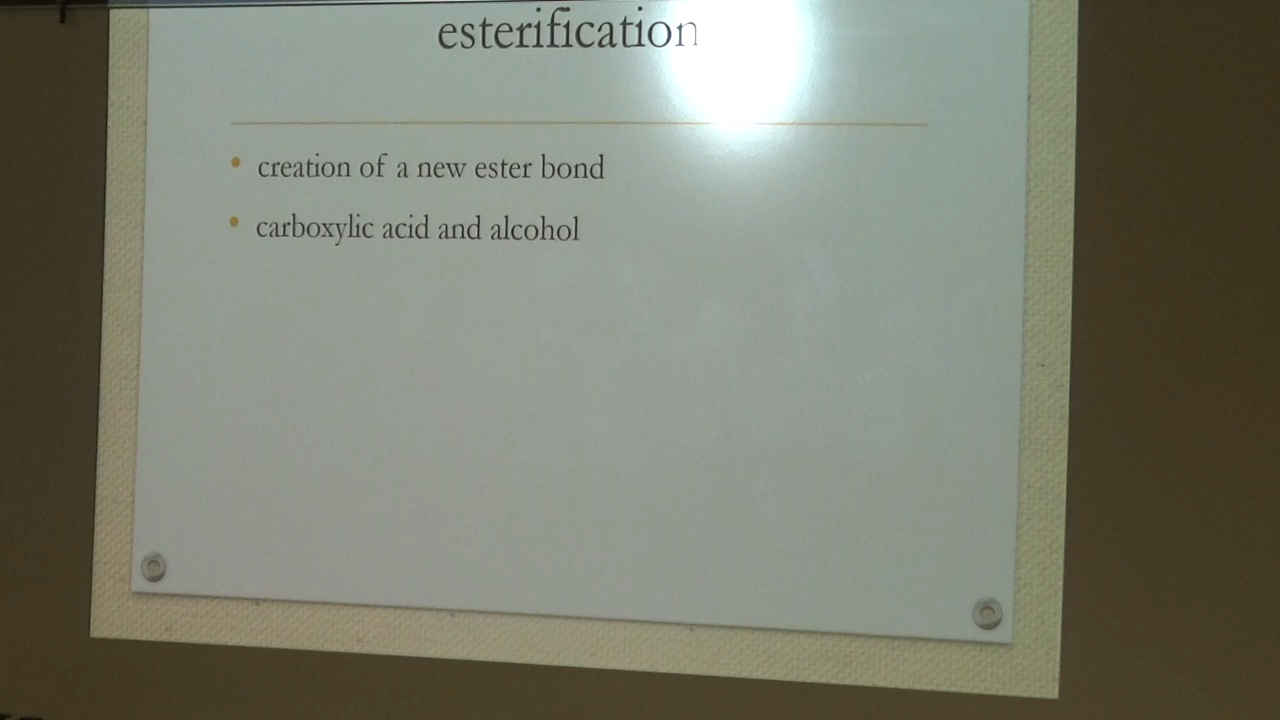 esterification
creation of a new ester bond
carboxylic acid and alcohol